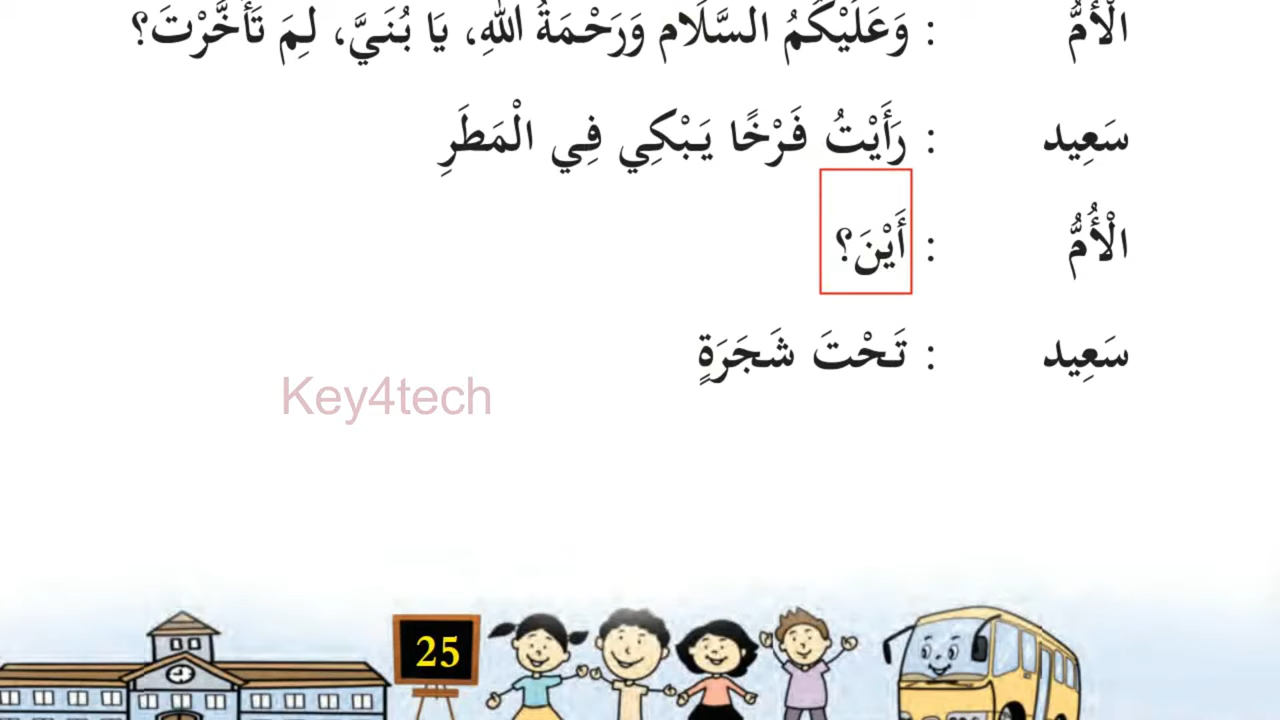 الْأُمُّ : وَعَلَيْكُمُ السَّلَام وَرَحْمَةُ اللهِ، يَا بُنَيَّ، لِمَ تَأَخَّرْتَ؟
سَعِيد : رَأَيْتُ فَرْخًا يَبْكِي فِي الْمَطَرِ
الْأُمُّ : أَيْنَ؟
سَعِيد : تَحْتَ شَجَرَةٍ
Key4tech
25